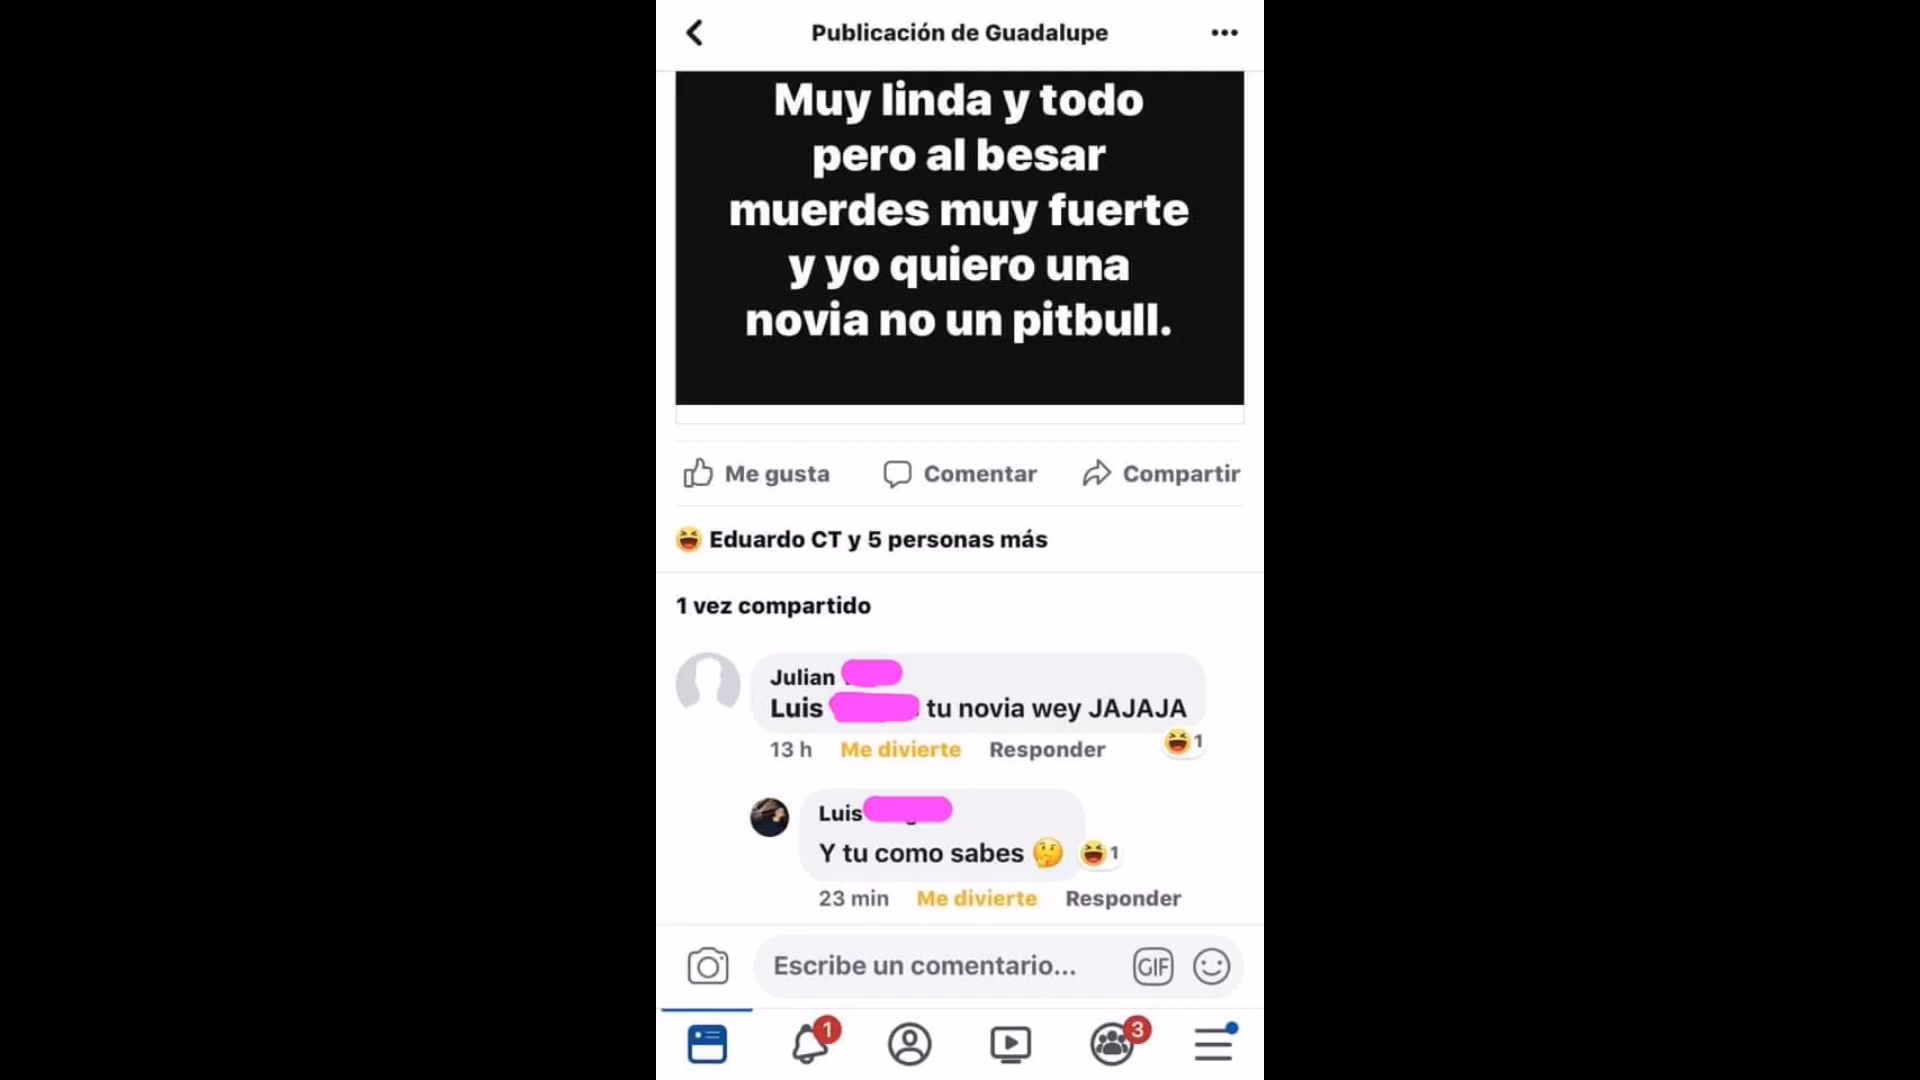 Publicación de Guadalupe
Muy linda y todo
pero al besar
muerdes muy fuerte
y yo quiero una
novia no un pitbull.
Me gusta Comentar Compartir
😆 Eduardo CT y 5 personas más
1 vez compartido
Julian
Luis tu novia wey JAJAJA
13 h Me divierte Responder 😆 1
Luis
Y tu como sabes 🤔 😆 1
23 min Me divierte Responder
Escribe un comentario... GIF
1 3